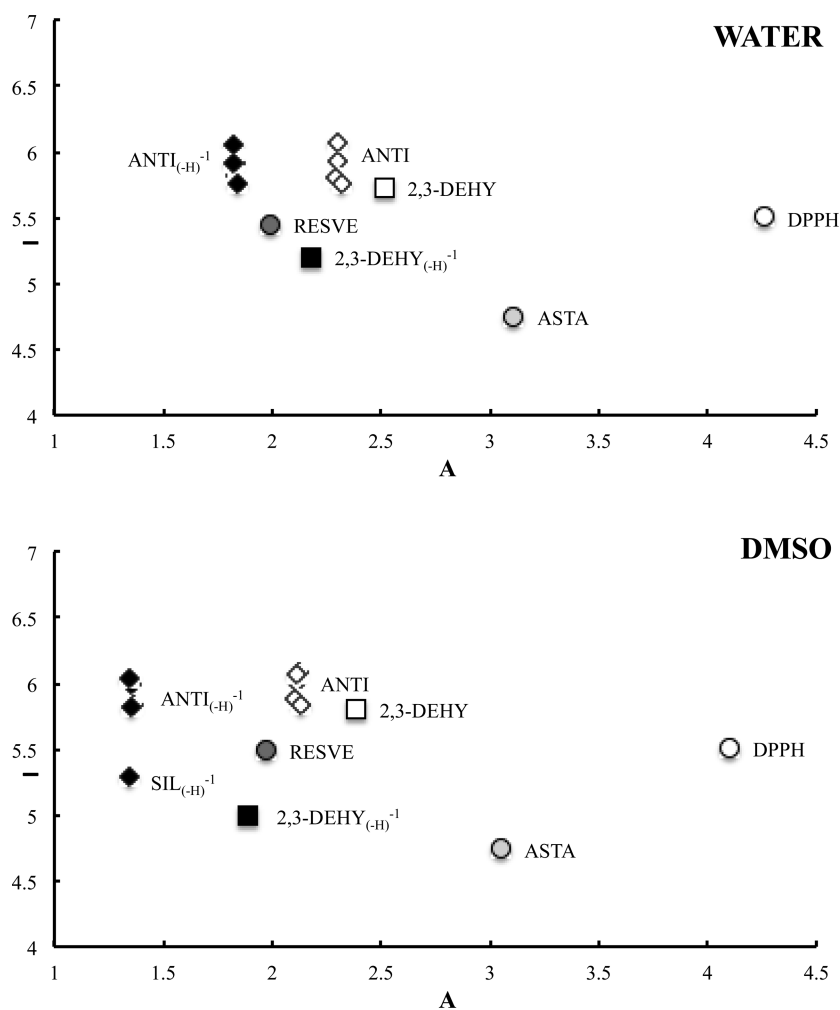 WATER
7
6.5
6
5.5
5
4.5
4
I
ANTI(-H)-1
ANTI
2,3-DEHY
RESVE
DPPH
2,3-DEHY(-H)-1
ASTA
1 1.5 2 2.5 3 3.5 4 4.5
A
DMSO
7
6.5
6
5.5
5
4.5
4
I
ANTI(-H)-1
ANTI
2,3-DEHY
RESVE
DPPH
SIL(-H)-1
2,3-DEHY(-H)-1
ASTA
1 1.5 2 2.5 3 3.5 4 4.5
A